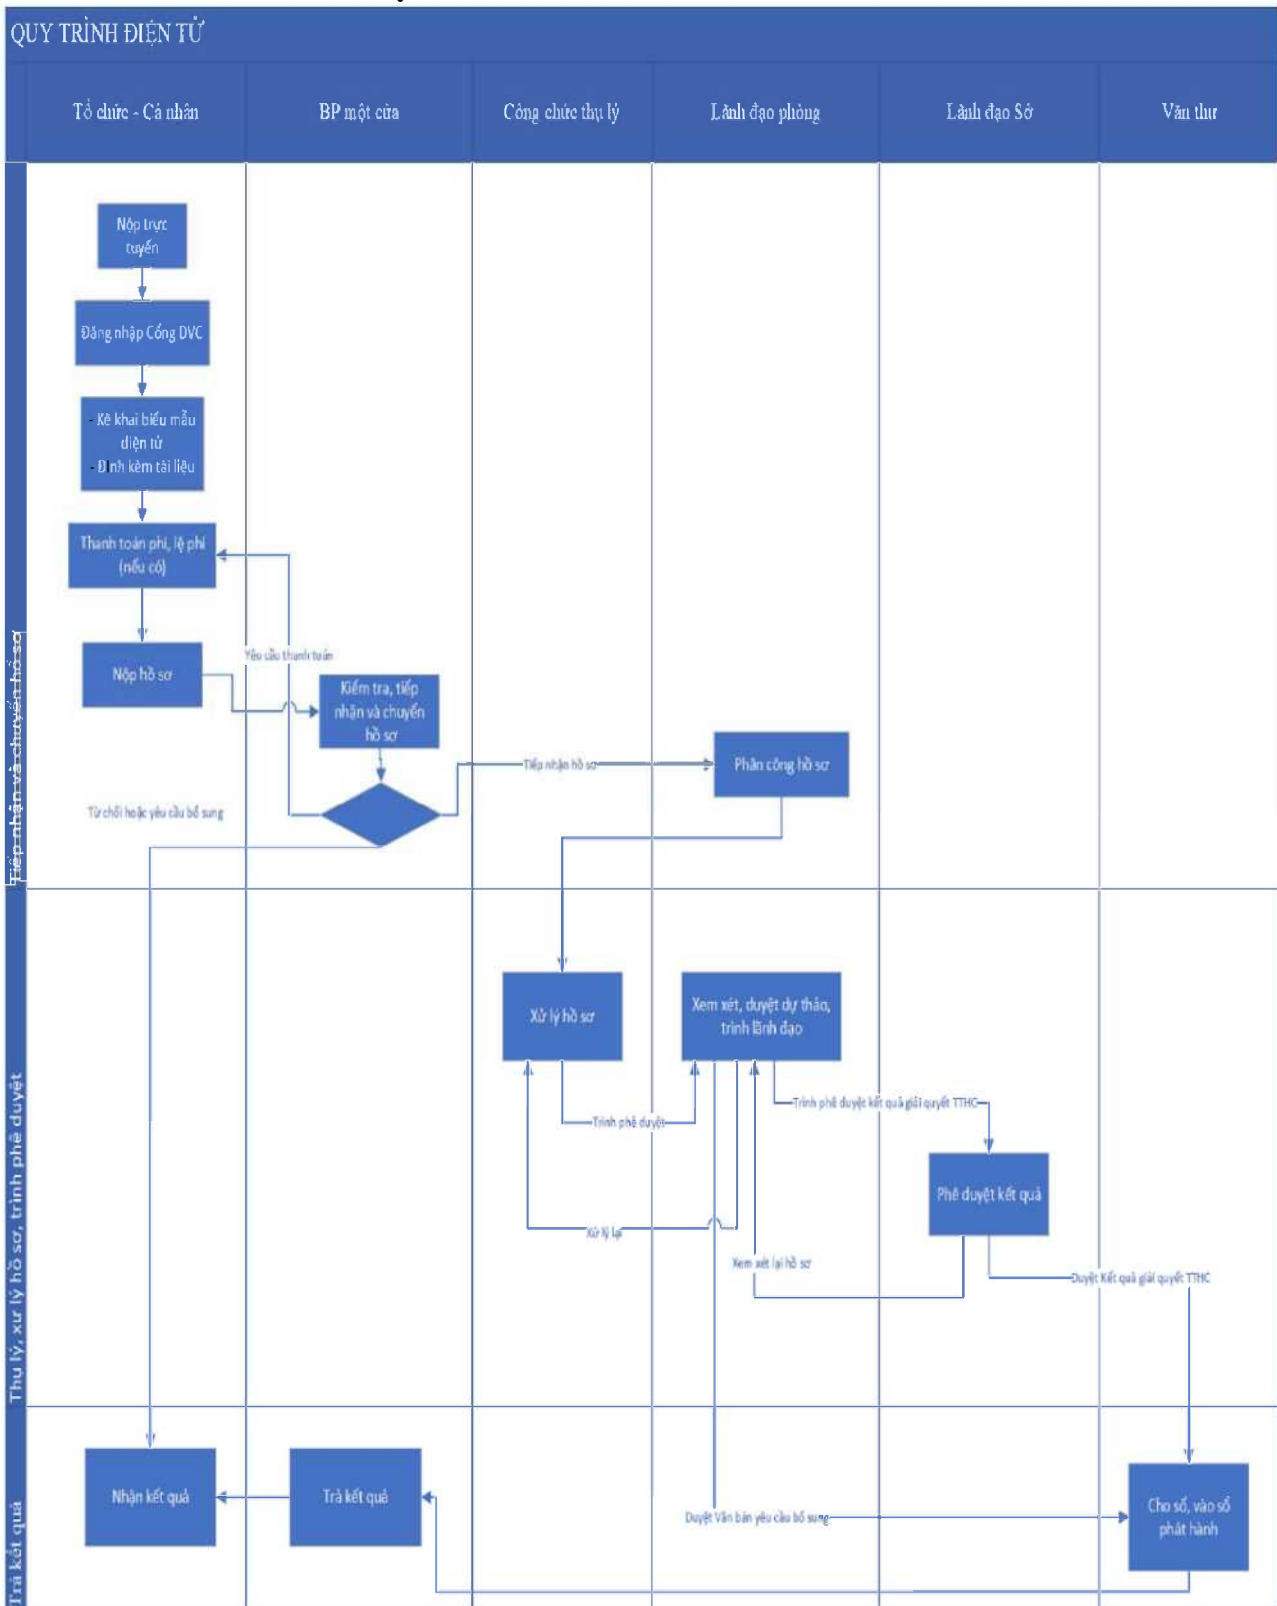 QUY TRÌNH ĐIỆN TỬ
Tổ chức - Cá nhân
BP một cửa
Công chức thụ lý
Lãnh đạo phòng
Lãnh đạo Sở
Văn thư
Tiếp nhận và chuyển hồ sơ
Nộp trực
tuyến
Đăng nhập Cổng DVC
- Kê khai biểu mẫu
điện tử
- Đính kèm tài liệu
Thanh toán phí, lệ phí
(nếu có)
Yêu cầu thanh toán
Nộp hồ sơ
Kiểm tra, tiếp
nhận và chuyển
hồ sơ
Tiếp nhận hồ sơ
Phân công hồ sơ
Từ chối hoặc yêu cầu bổ sung
Thụ lý, xử lý hồ sơ, trình phê duyệt
Xử lý hồ sơ
Xem xét, duyệt dự thảo,
trình lãnh đạo
Trình phê duyệt kết quả giải quyết TTHC
Trình phê duyệt
Phê duyệt kết quả
Xử lý lại
Xem xét lại hồ sơ
Duyệt Kết quả giải quyết TTHC
Trả kết quả
Nhận kết quả
Trả kết quả
Duyệt Văn bản yêu cầu bổ sung
Cho số, vào sổ
phát hành